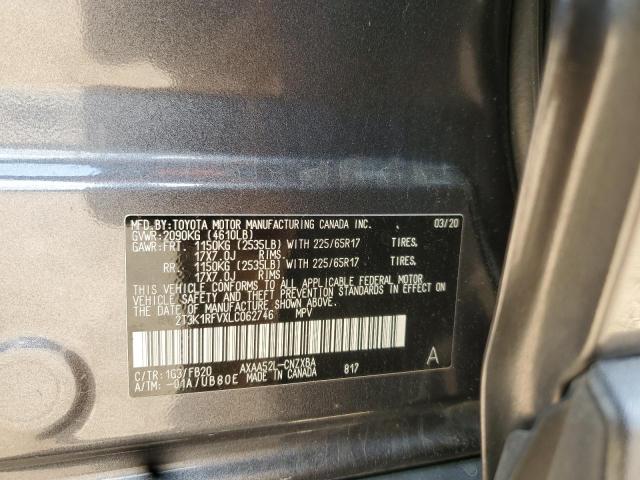 MFD.BY:TOYOTA MOTOR MANUFACTURING CANADA INC. 03/20
GVWR:2090KG (4610LB)
GAWR:FRT 1150KG (2535LB) WITH 225/65R17 TIRES,
17X7.0J RIMS,
RR 1150KG (2535LB) WITH 225/65R17 TIRES,
17X7.0J RIMS,
THIS VEHICLE CONFORMS TO ALL APPLICABLE FEDERAL MOTOR
VEHICLE SAFETY AND THEFT PREVENTION STANDARDS IN EFFECT ON
THE DATE OF MANUFACTURE SHOWN ABOVE.
2T3K1RFVXLC062746 MPV
C/TR:1G3/FB20 AXAA52L-CNZXBA 817 A
A/TM:-01A/UB80E MADE IN CANADA